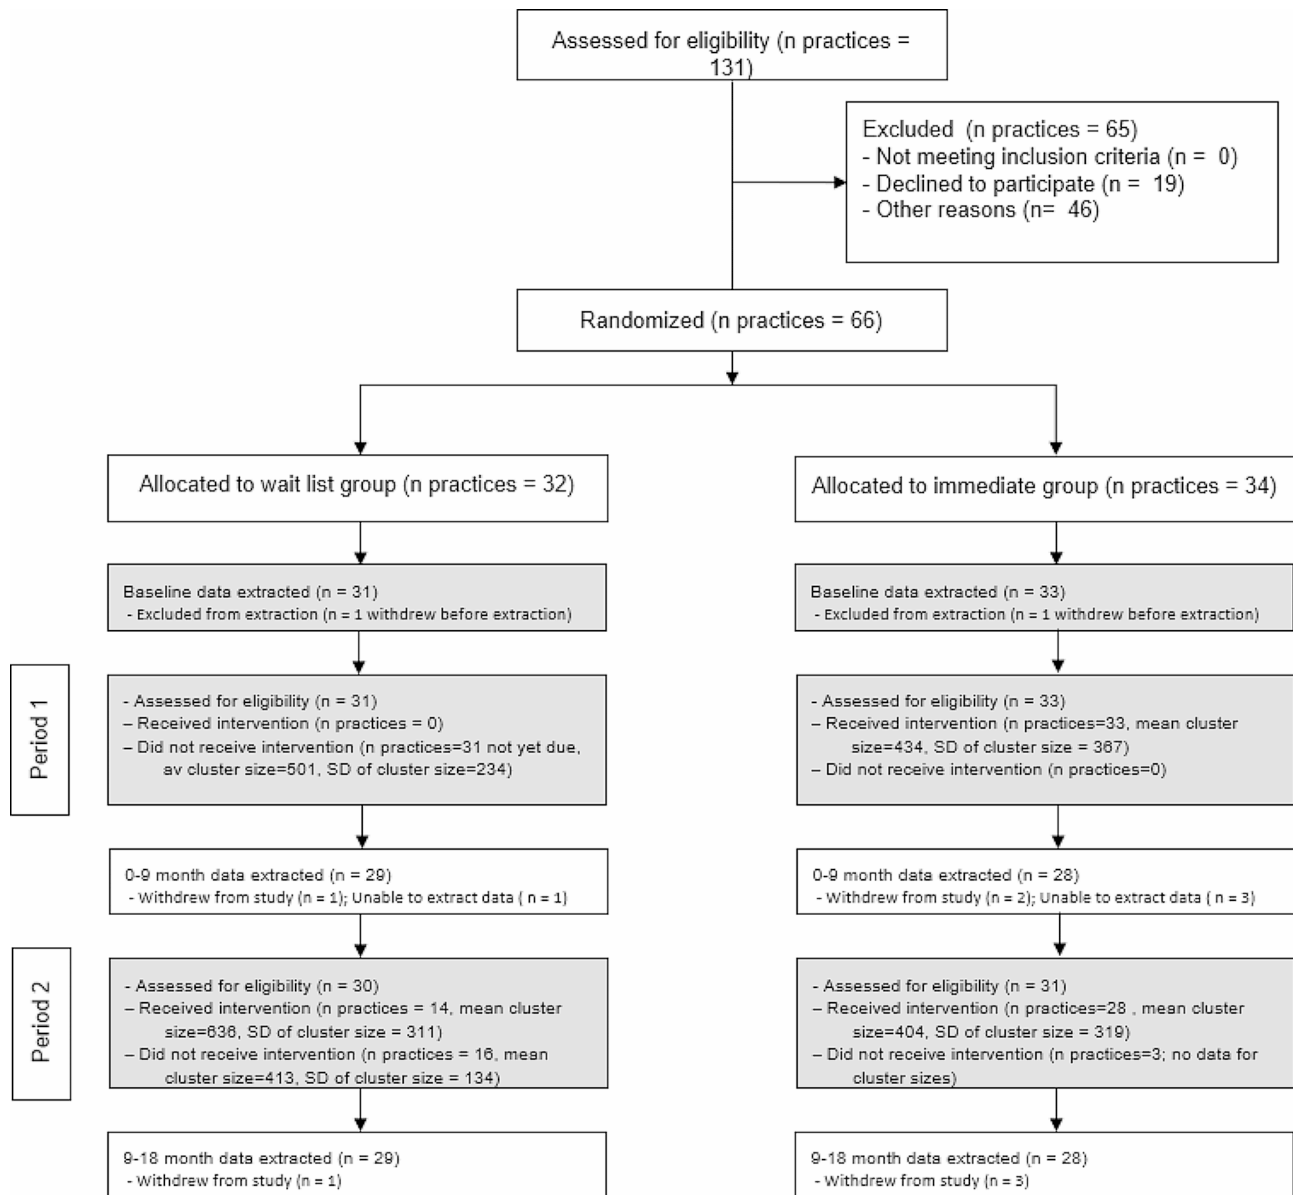 Assessed for eligibility (n practices =
131)
Excluded  (n practices = 65)
- Not meeting inclusion criteria (n =  0)
- Declined to participate (n =  19)
- Other reasons (n=  46)
Randomized (n practices = 66)
Allocated to wait list group (n practices = 32)
Allocated to immediate group (n practices = 34)
Baseline data extracted (n = 31)
- Excluded from extraction (n = 1 withdrew before extraction)
Baseline data extracted (n = 33)
- Excluded from extraction (n = 1 withdrew before extraction)
Period 1
- Assessed for eligibility (n = 31)
– Received intervention (n practices = 0)
– Did not receive intervention (n practices=31 not yet due,
av cluster size=501, SD of cluster size=234)
- Assessed for eligibility (n = 33)
– Received intervention (n practices=33, mean cluster
size=434, SD of cluster size = 367)
– Did not receive intervention (n practices=0)
0-9 month data extracted (n = 29)
- Withdrew from study (n = 1); Unable to extract data ( n = 1)
0-9 month data extracted (n = 28)
- Withdrew from study (n = 2); Unable to extract data ( n = 3)
Period 2
- Assessed for eligibility (n = 30)
– Received intervention (n practices = 14, mean cluster
size=636, SD of cluster size = 311)
– Did not receive intervention (n practices = 16, mean
cluster size=413, SD of cluster size = 134)
- Assessed for eligibility (n = 31)
– Received intervention (n practices=28 , mean cluster
size=404, SD of cluster size = 319)
– Did not receive intervention (n practices=3; no data for
cluster sizes)
9-18 month data extracted (n = 29)
- Withdrew from study (n = 1)
9-18 month data extracted (n = 28)
- Withdrew from study (n = 3)